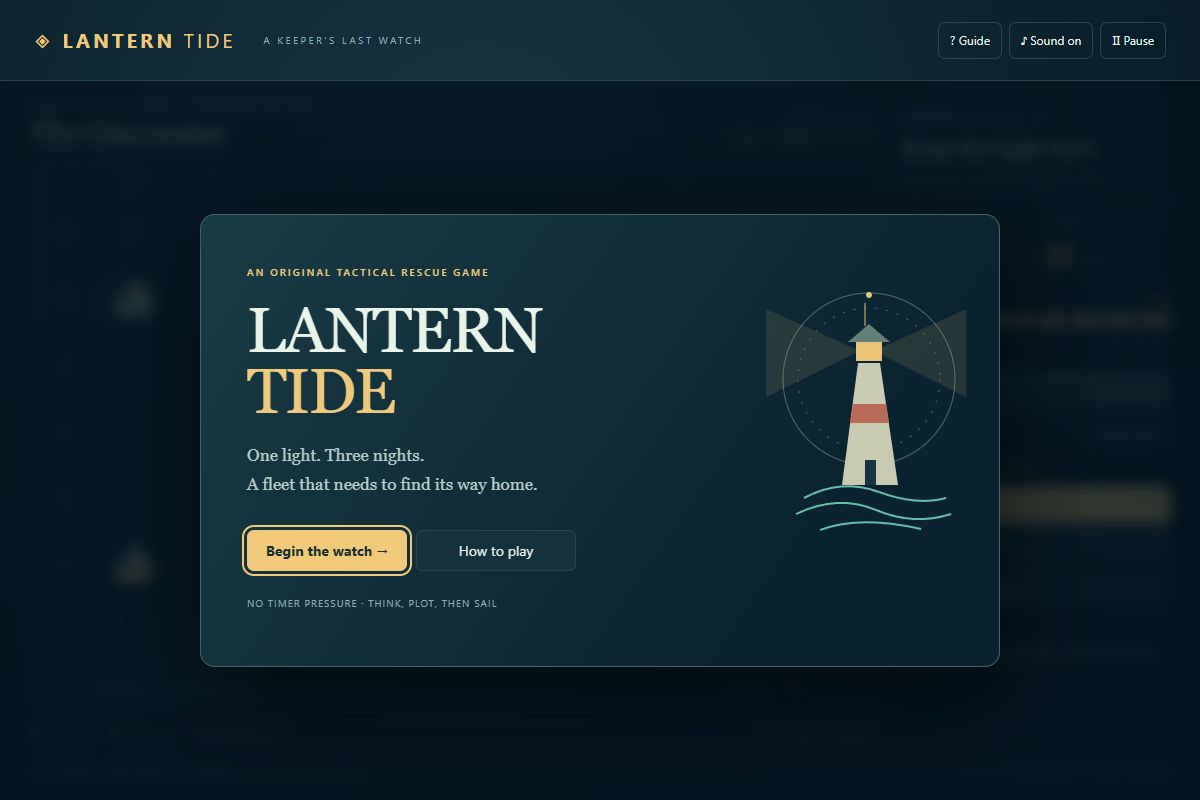 ◈ LANTERN TIDE
A KEEPER'S LAST WATCH
? Guide
♪ Sound on
Ⅱ Pause
AN ORIGINAL TACTICAL RESCUE GAME
LANTERN
TIDE
One light. Three nights.
A fleet that needs to find its way home.
Begin the watch →
How to play
NO TIMER PRESSURE · THINK, PLOT, THEN SAIL